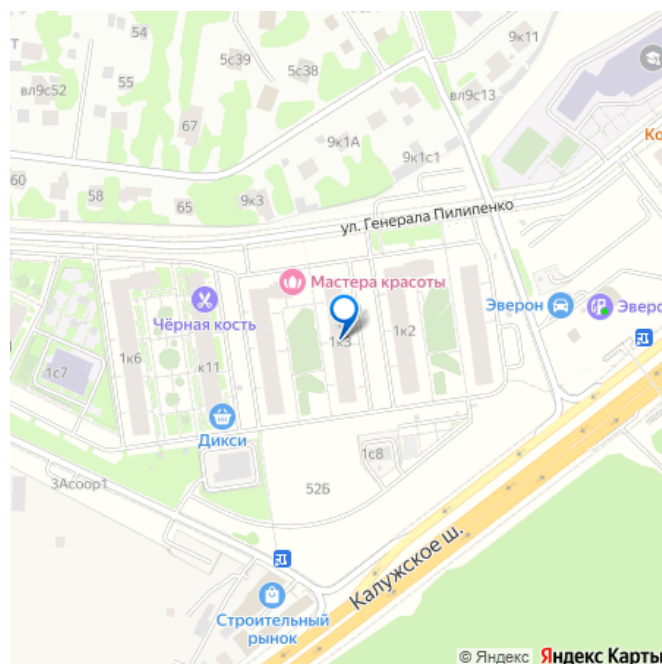 9к11
54
5с39
5с38
т
55
вл9с52
вл9с13
67
9к1А
Ко
9к1с1
60
58
65
9к3
ул. Генерала Пилипенко
Мастера красоты
Эверон
Эверо
Чёрная кость
1к3
1к2
1к6
к11
1с7
Дикси
1с8
3Асоор1
52Б
Калужское ш.
Строительный
рынок
© Яндекс Яндекс Карты